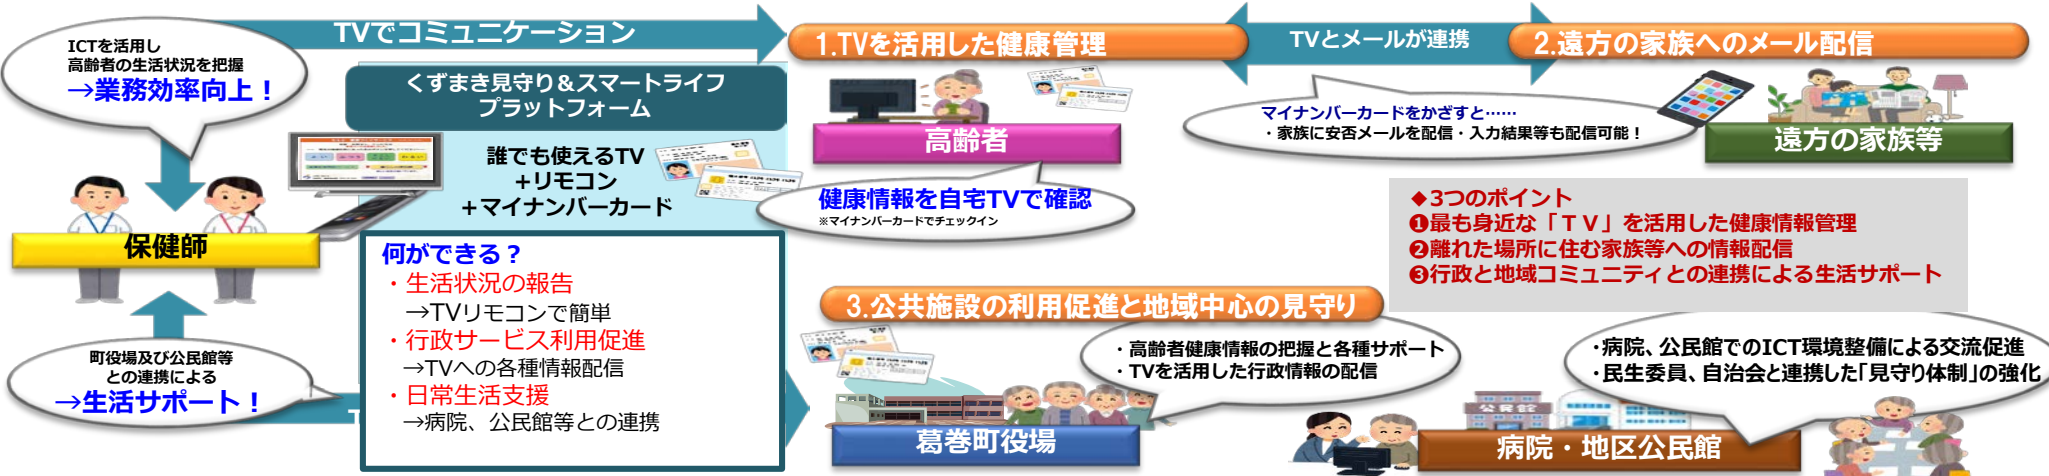 ICTを活用し
高齢者の生活状況を把握
→業務効率向上！
TVでコミュニケーション
くずまき見守り＆スマートライフ
プラットフォーム
誰でも使えるTV
＋リモコン
＋マイナンバーカード
保健師
町役場及び公民館等
との連携による
→生活サポート！
何ができる？
・生活状況の報告
→TVリモコンで簡単
・行政サービス利用促進
→TVへの各種情報配信
・日常生活支援
→病院、公民館等との連携
1.TVを活用した健康管理
高齢者
健康情報を自宅TVで確認
※マイナンバーカードでチェックイン
TVとメールが連携
2.遠方の家族へのメール配信
マイナンバーカードをかざすと……
・家族に安否メールを配信・入力結果等も配信可能！
遠方の家族等
◆3つのポイント
❶最も身近な「ＴＶ」を活用した健康情報管理
❷離れた場所に住む家族等への情報配信
❸行政と地域コミュニティとの連携による生活サポート
3.公共施設の利用促進と地域中心の見守り
・高齢者健康情報の把握と各種サポート
・TVを活用した行政情報の配信
葛巻町役場
・病院、公民館でのICT環境整備による交流促進
・民生委員、自治会と連携した「見守り体制」の強化
公民館
病院・地区公民館